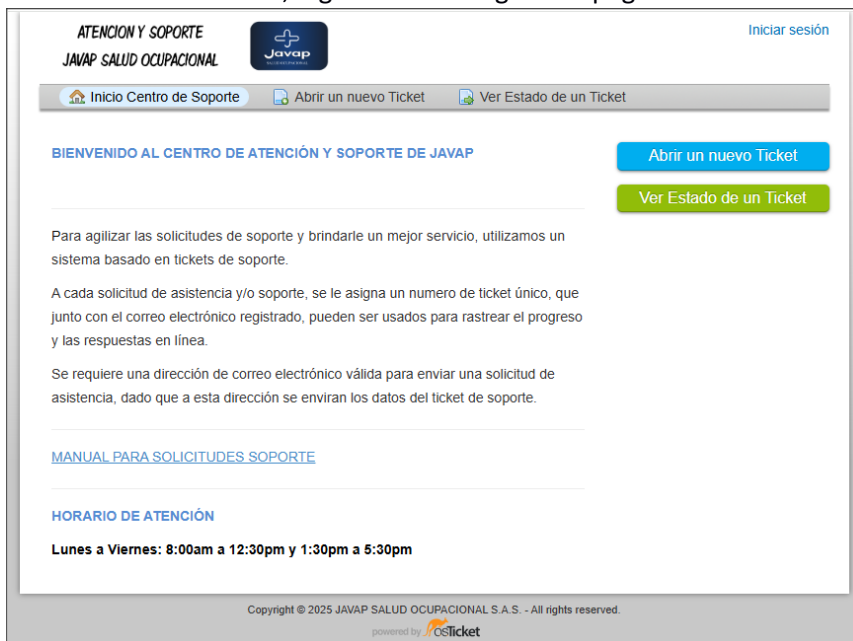 ATENCION Y SOPORTE
JAVAP SALUD OCUPACIONAL
Javap
Iniciar sesión
Inicio Centro de Soporte
Abrir un nuevo Ticket
Ver Estado de un Ticket
BIENVENIDO AL CENTRO DE ATENCIÓN Y SOPORTE DE JAVAP
Abrir un nuevo Ticket
Ver Estado de un Ticket
Para agilizar las solicitudes de soporte y brindarle un mejor servicio, utilizamos un
sistema basado en tickets de soporte.
A cada solicitud de asistencia y/o soporte, se le asigna un numero de ticket único, que
junto con el correo electrónico registrado, pueden ser usados para rastrear el progreso
y las respuestas en línea.
Se requiere una dirección de correo electrónico válida para enviar una solicitud de
asistencia, dado que a esta dirección se enviran los datos del ticket de soporte.
MANUAL PARA SOLICITUDES SOPORTE
HORARIO DE ATENCIÓN
Lunes a Viernes: 8:00am a 12:30pm y 1:30pm a 5:30pm
Copyright © 2025 JAVAP SALUD OCUPACIONAL S.A.S. - All rights reserved.
powered by osTicket